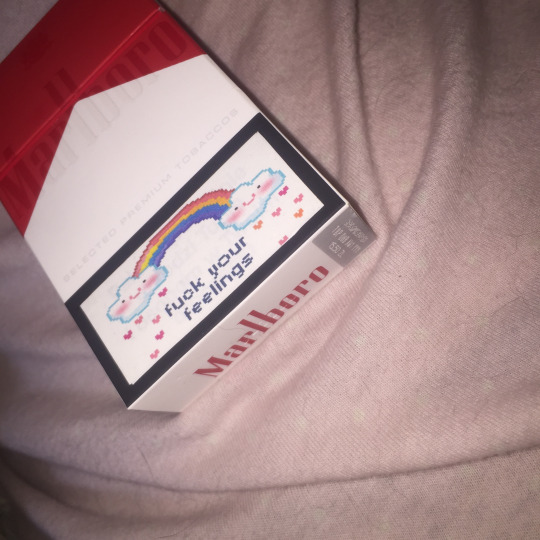 Marlboro
SELECTED PREMIUM TOBACCOS
fuck your
feelings
Marlboro